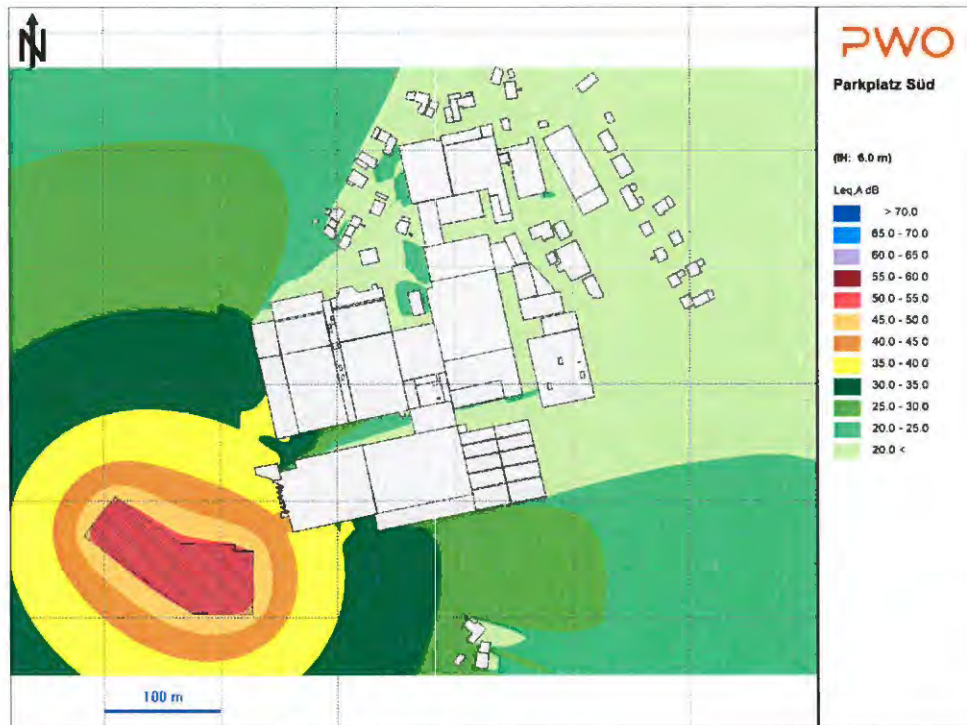 N
PWO
Parkplatz Süd
(IH: 6.0 m)
Leq,A dB
> 70.0
65.0 - 70.0
60.0 - 65.0
55.0 - 60.0
50.0 - 55.0
45.0 - 50.0
40.0 - 45.0
35.0 - 40.0
30.0 - 35.0
25.0 - 30.0
20.0 - 25.0
20.0 <
100 m